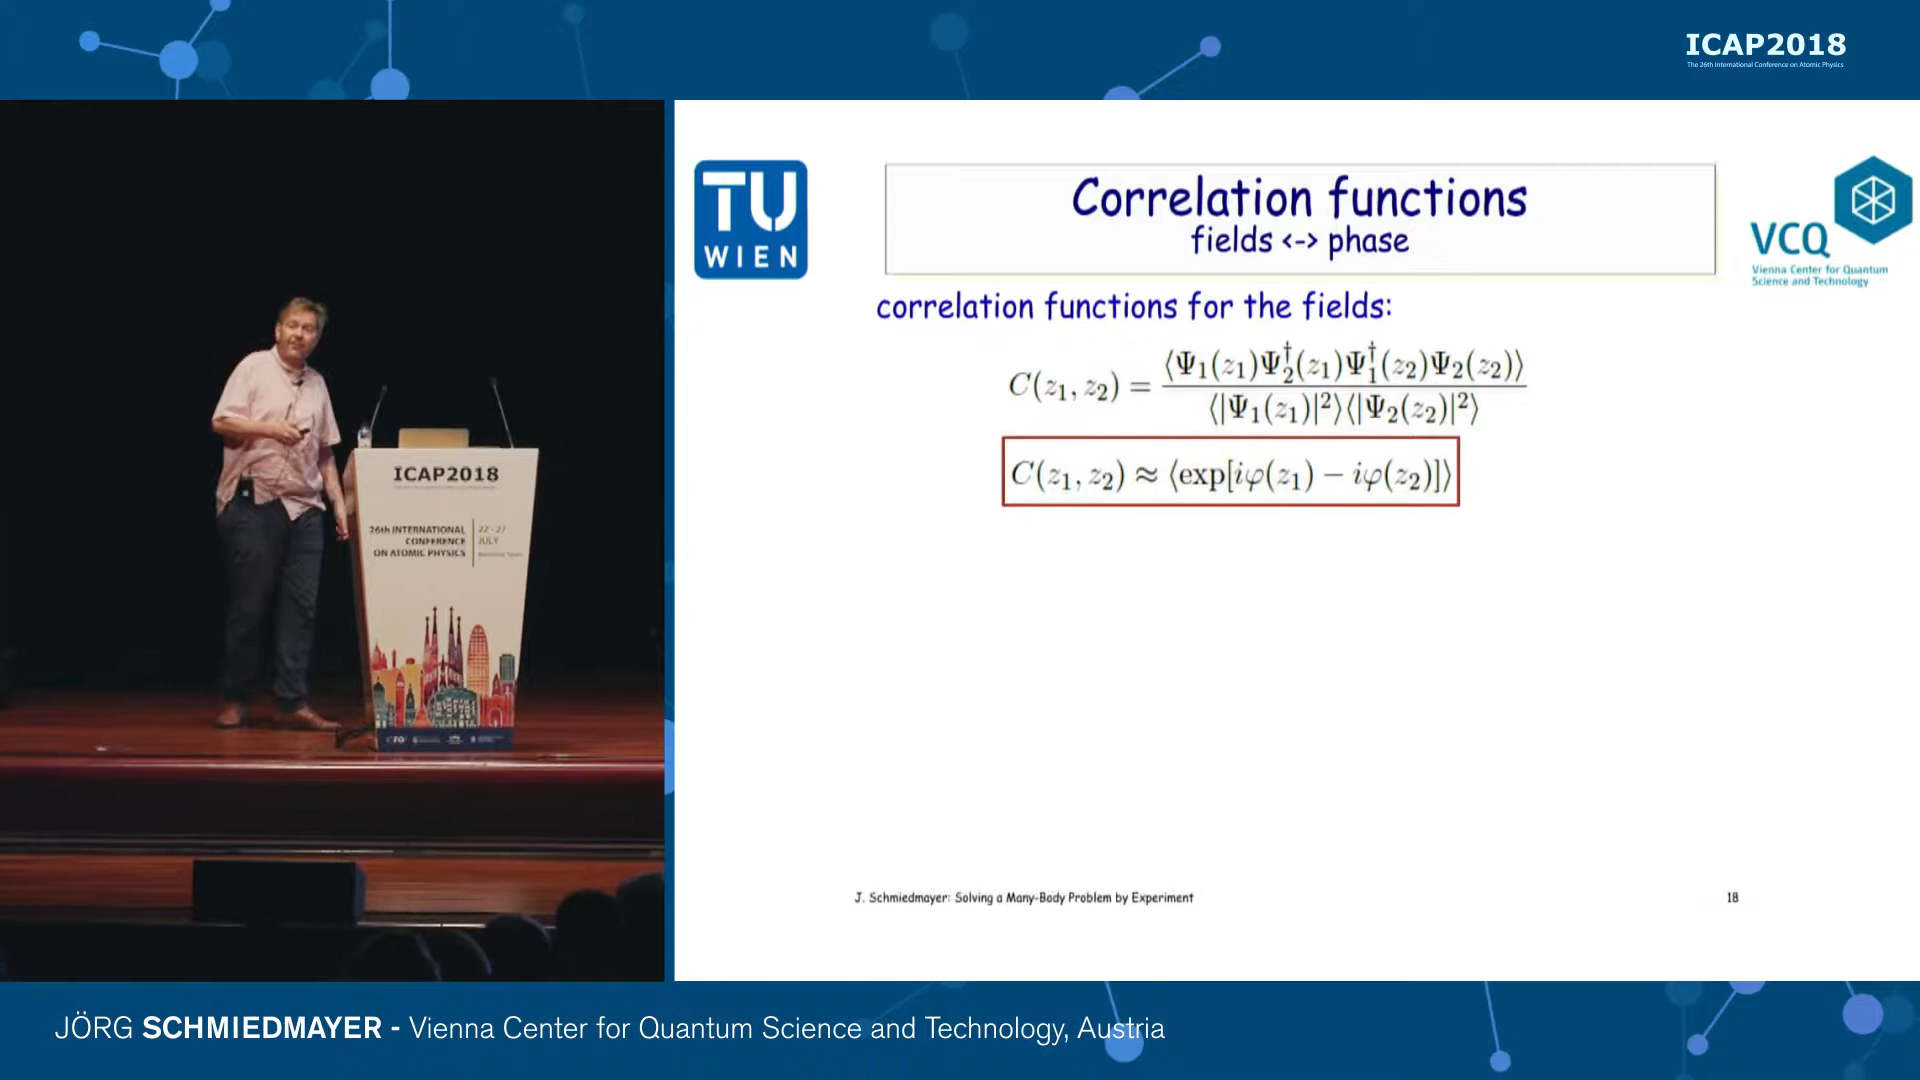 ICAP2018
The 26th International Conference on Atomic Physics
TU
WIEN
Correlation functions
fields <-> phase
VCQ
Vienna Center for Quantum
Science and Technology
correlation functions for the fields:
C(z₁, z₂) = ⟨Ψ₁(z₁)Ψ₂†(z₁)Ψ₁†(z₂)Ψ₂(z₂)⟩ / ⟨|Ψ₁(z₁)|²⟩⟨|Ψ₂(z₂)|²⟩
C(z₁, z₂) ≈ ⟨exp[iφ(z₁) − iφ(z₂)]⟩
J. Schmiedmayer: Solving a Many-Body Problem by Experiment
18
ICAP2018
26th INTERNATIONAL
CONFERENCE
ON ATOMIC PHYSICS
22 - 27
JULY
JÖRG SCHMIEDMAYER - Vienna Center for Quantum Science and Technology, Austria